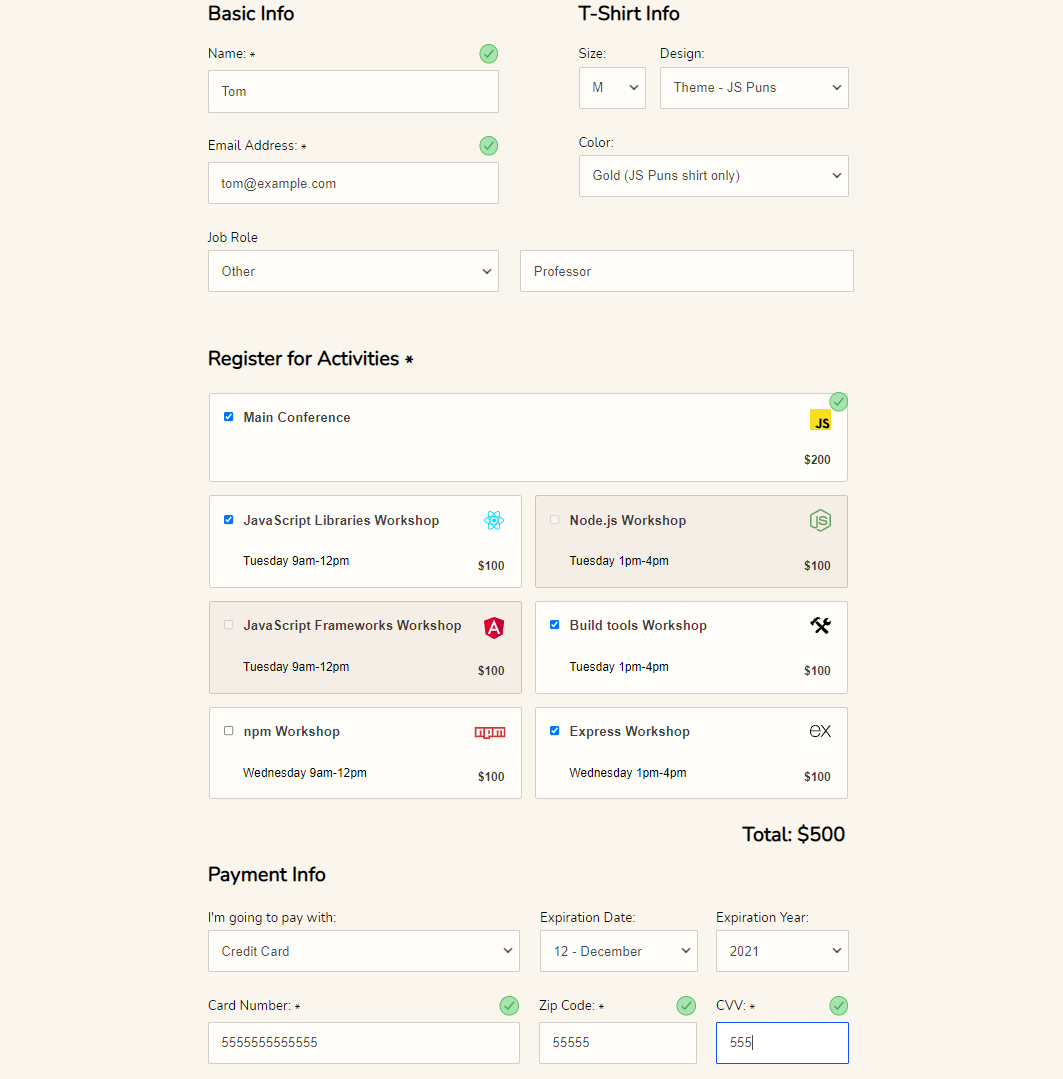 Basic Info
T-Shirt Info
Name: *
Size:
Design:
Tom
M
Theme - JS Puns
Email Address: *
Color:
tom@example.com
Gold (JS Puns shirt only)
Job Role
Other
Professor
Register for Activities *
Main Conference
JS
$200
JavaScript Libraries Workshop
Tuesday 9am-12pm
$100
Node.js Workshop
JS
Tuesday 1pm-4pm
$100
JavaScript Frameworks Workshop
A
Tuesday 9am-12pm
$100
Build tools Workshop
Tuesday 1pm-4pm
$100
npm Workshop
npm
Wednesday 9am-12pm
$100
Express Workshop
ex
Wednesday 1pm-4pm
$100
Total: $500
Payment Info
I'm going to pay with:
Expiration Date:
Expiration Year:
Credit Card
12 - December
2021
Card Number: *
Zip Code: *
CVV: *
5555555555555
55555
555